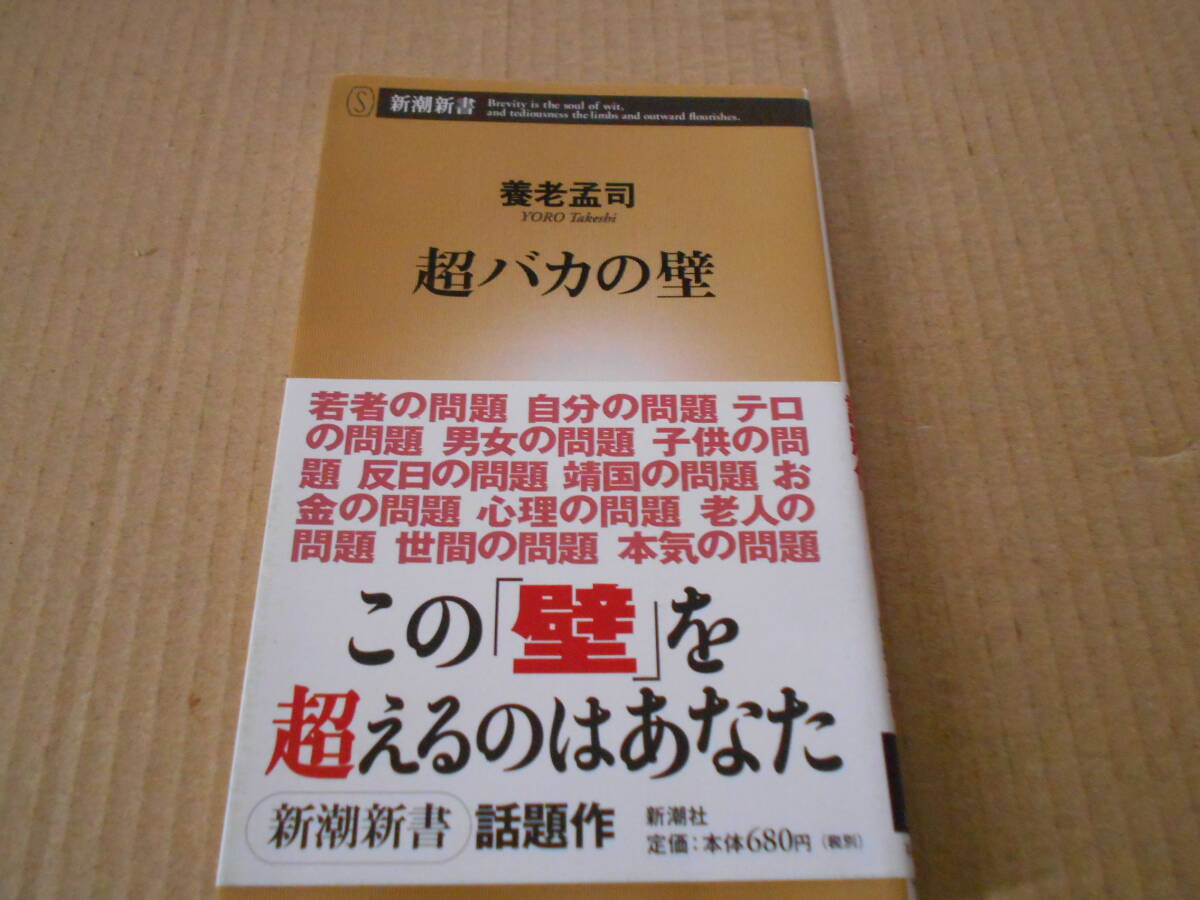 S 新潮新書 Brevity is the soul of wit,
and tediousness the limbs and outward flourishes.
養老孟司
YORO Takeshi
超バカの壁
若者の問題 自分の問題 テロ
の問題 男女の問題 子供の問
題 反日の問題 靖国の問題 お
金の問題 心理の問題 老人の
問題 世間の問題 本気の問題
この「壁」を
超えるのはあなた
新潮新書 話題作
新潮社
定価：本体680円（税別）